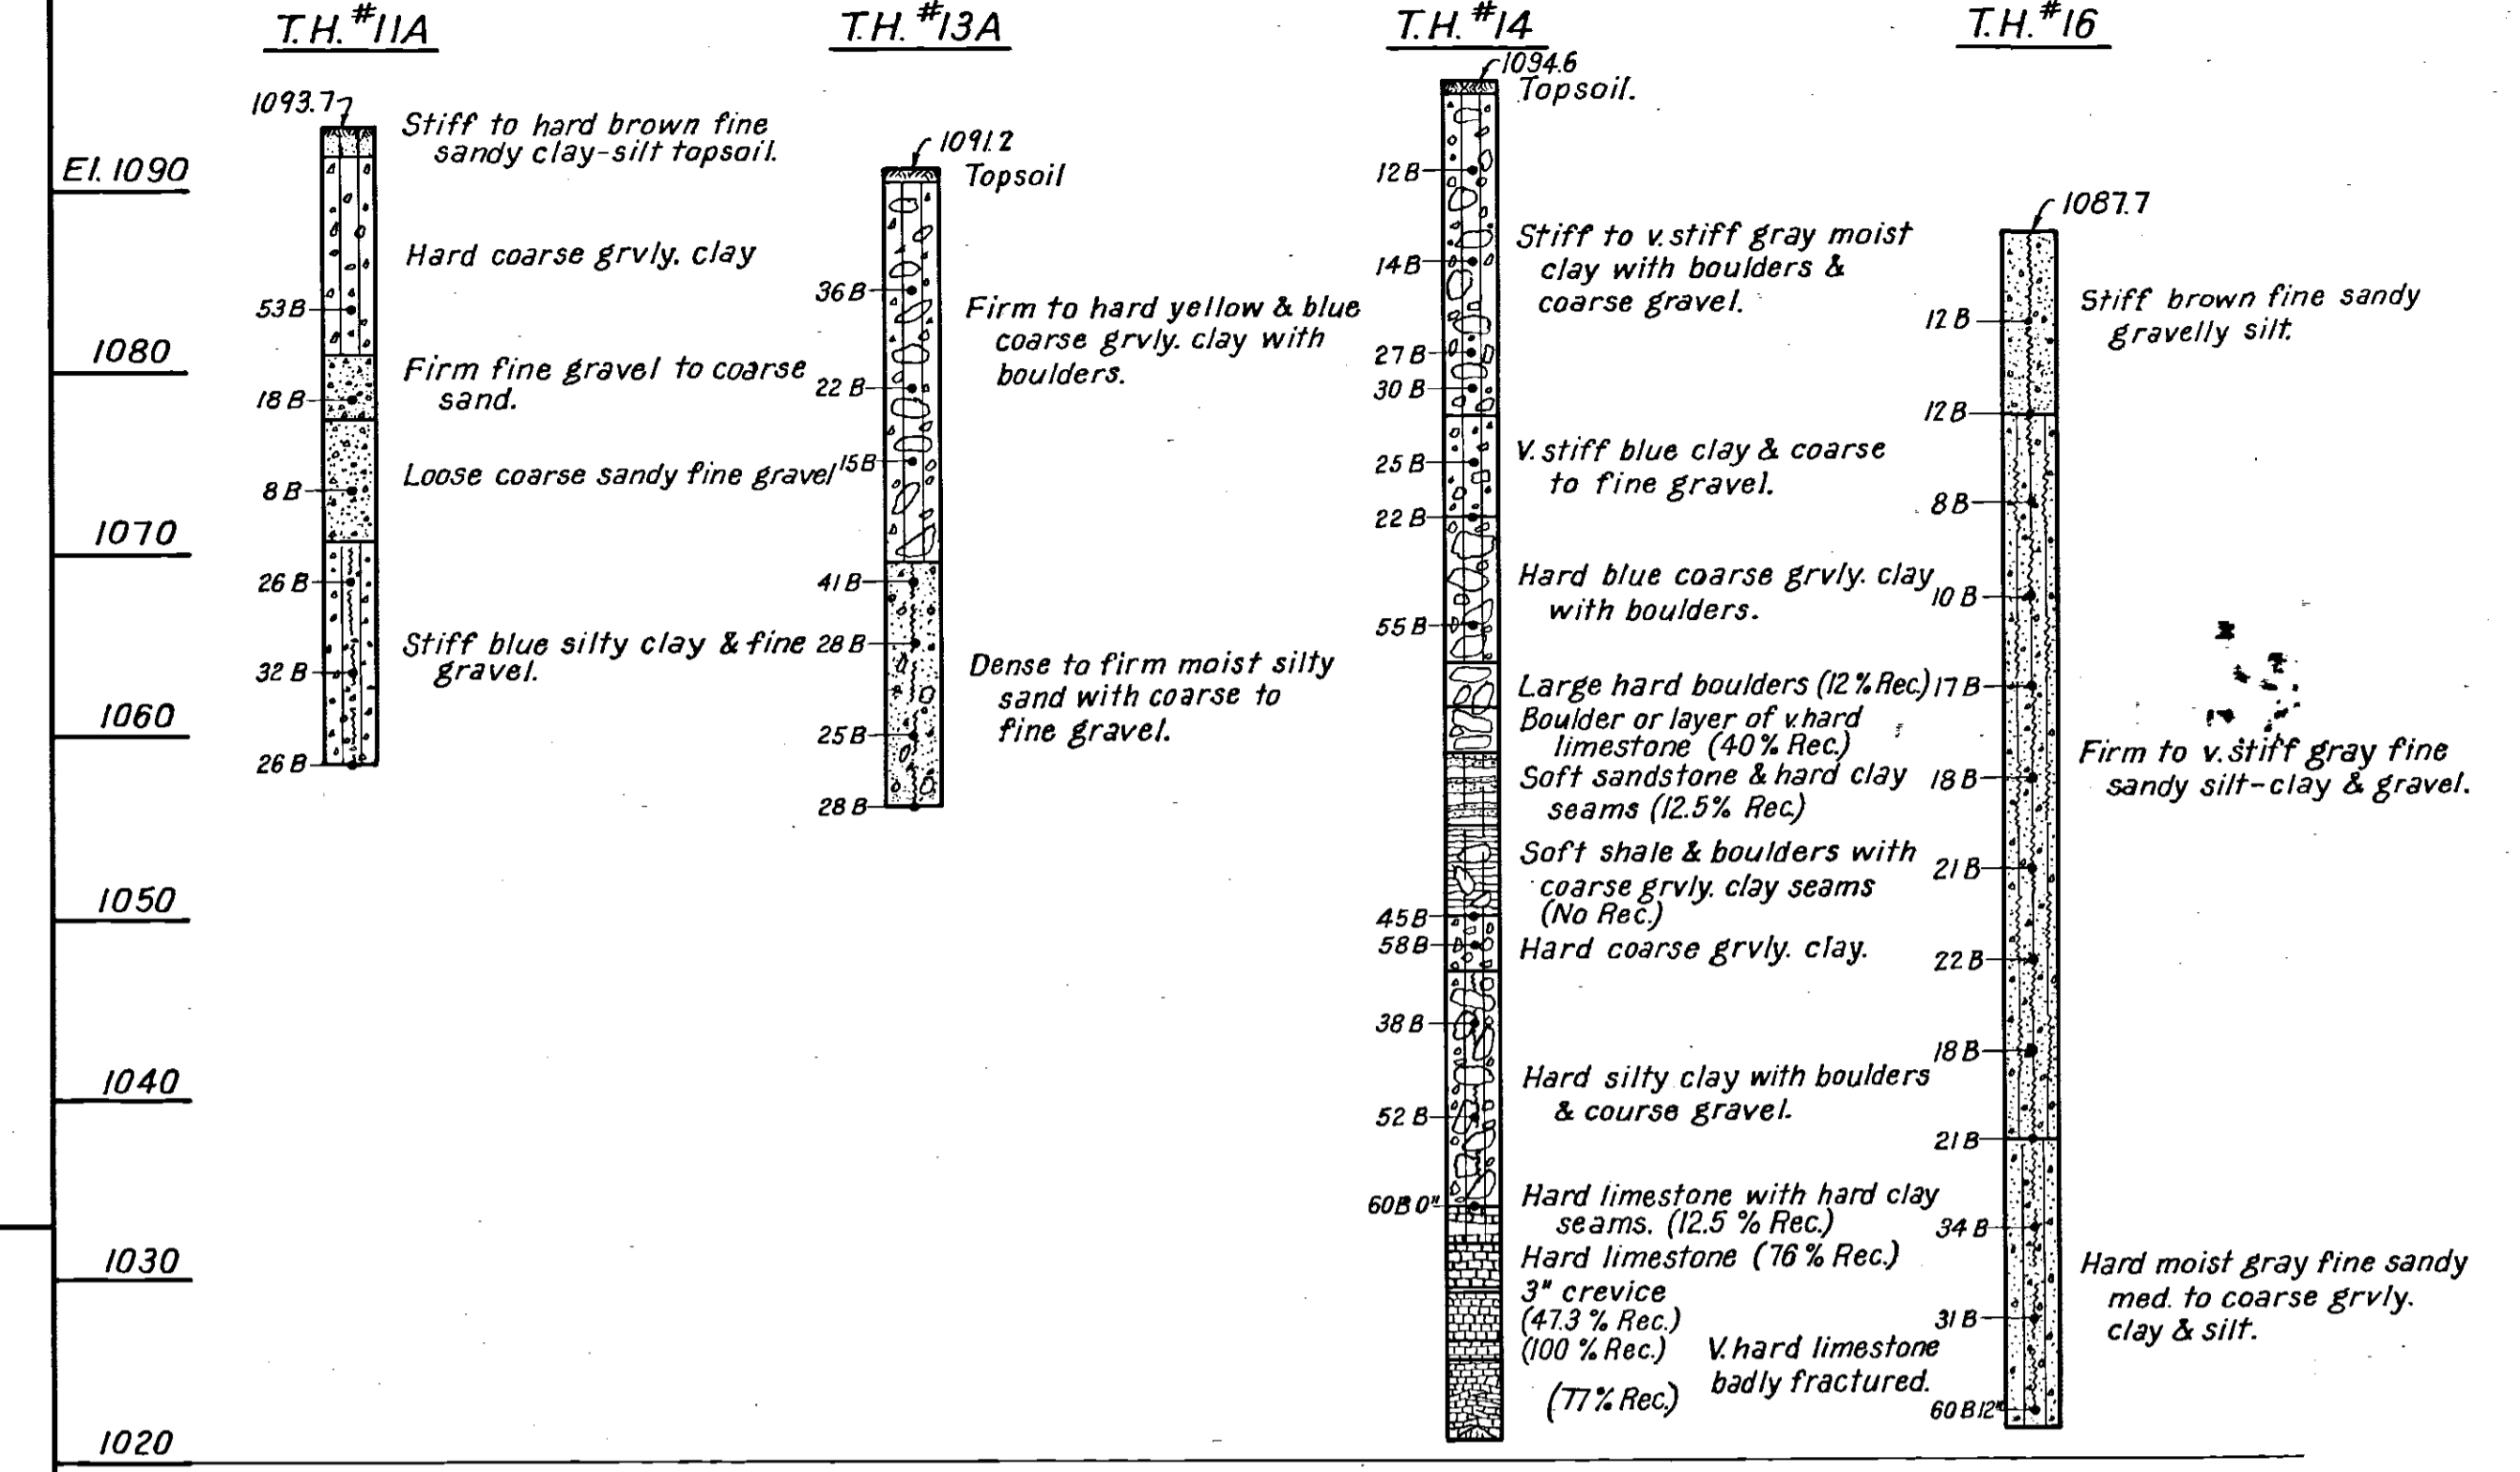 T.H. #11A
T.H. #13A
T.H. #14
T.H. #16
El. 1090
1080
1070
1060
1050
1040
1030
1020
1093.7
Stiff to hard brown fine
sandy clay-silt topsoil.
Hard coarse grvly. clay
53 B
Firm fine gravel to coarse
sand.
18 B
Loose coarse sandy fine gravel
8 B
26 B
Stiff blue silty clay & fine
gravel.
32 B
26 B
1091.2
Topsoil
36 B
Firm to hard yellow & blue
coarse grvly. clay with
boulders.
22 B
15 B
41 B
28 B
Dense to firm moist silty
sand with coarse to
fine gravel.
25 B
28 B
1094.6
Topsoil.
12 B
Stiff to v. stiff gray moist
clay with boulders &
coarse gravel.
14 B
27 B
30 B
V. stiff blue clay & coarse
to fine gravel.
25 B
22 B
Hard blue coarse grvly. clay
with boulders.
55 B
Large hard boulders (12 % Rec.)
Boulder or layer of v. hard
limestone (40 % Rec.)
Soft sandstone & hard clay
seams (12.5% Rec.)
Soft shale & boulders with
coarse grvly. clay seams
(No Rec.)
45 B
58 B
Hard coarse grvly. clay.
38 B
Hard silty clay with boulders
& course gravel.
52 B
60B 0"
Hard limestone with hard clay
seams. (12.5 % Rec.)
Hard limestone (76 % Rec.)
3" crevice
(47.3 % Rec.)
(100 % Rec.) V. hard limestone
badly fractured.
(77% Rec.)
1087.7
12 B
Stiff brown fine sandy
gravelly silt.
12 B
8 B
10 B
17 B
18 B
Firm to v. stiff gray fine
sandy silt-clay & gravel.
21 B
22 B
18 B
21 B
34 B
Hard moist gray fine sandy
med. to coarse grvly.
clay & silt.
31 B
60 B 12"